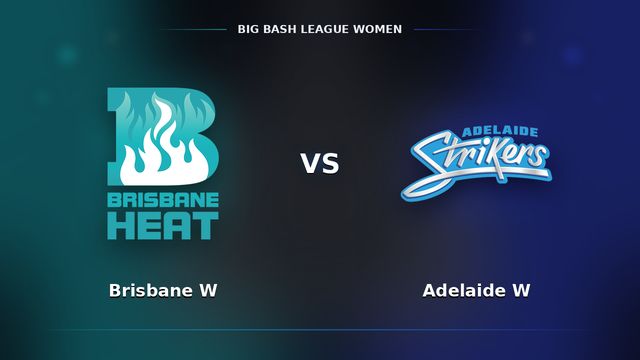 BIG BASH LEAGUE WOMEN
BRISBANE
HEAT
VS
ADELAIDE
Strikers
Brisbane W
Adelaide W